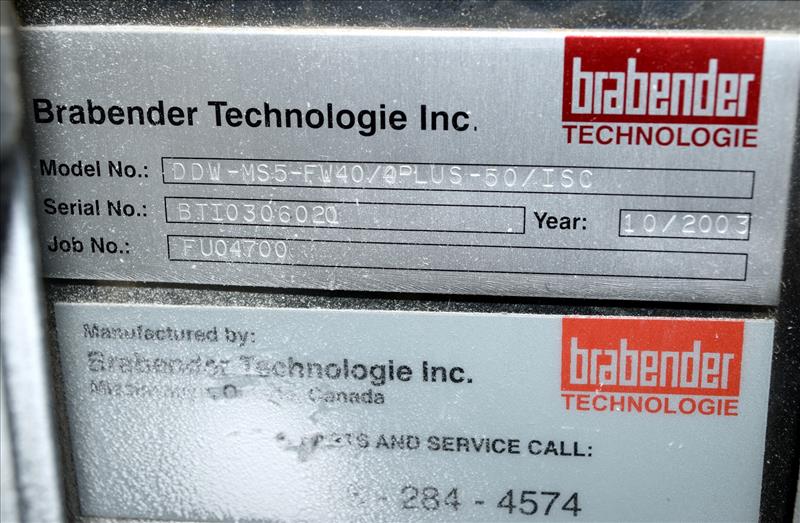 brabender
TECHNOLOGIE
Brabender Technologie Inc.
Model No.: DDW-MS5-FW40/4PLUS-50/ISC
Serial No.: BTI0306020 Year: 10/2003
Job No.: FU04700
Manufactured by:
Brabender Technologie Inc.
Canada
brabender
TECHNOLOGIE
AND SERVICE CALL:
- 284 - 4574